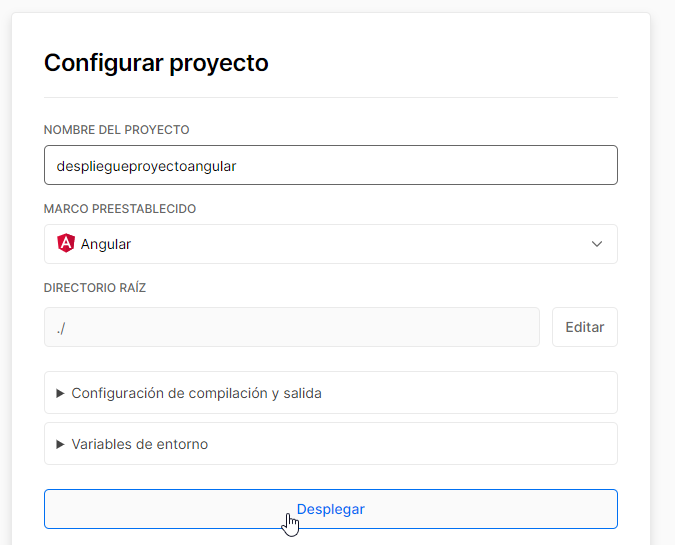 Configurar proyecto
NOMBRE DEL PROYECTO
despliegueproyectoangular
MARCO PREESTABLECIDO
Angular
DIRECTORIO RAÍZ
./
Editar
Configuración de compilación y salida
Variables de entorno
Desplegar